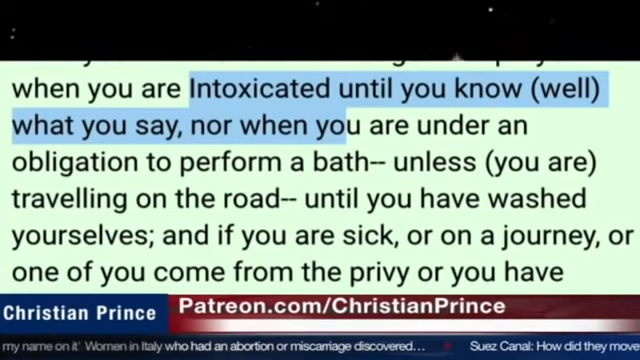 when you are Intoxicated until you know (well)
what you say, nor when you are under an
obligation to perform a bath-- unless (you are)
travelling on the road-- until you have washed
yourselves; and if you are sick, or on a journey, or
one of you come from the privy or you have
Christian Prince
Patreon.com/ChristianPrince
my name on it' Women in Italy who had an abortion or miscarriage discovered... Suez Canal: How did they move